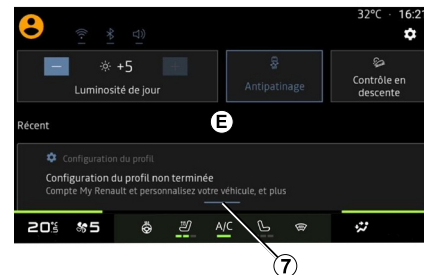 32°C · 16:21
— +5 +
Luminosité de jour
Antipatinage
Contrôle en
descente
Récent
E
Configuration du profil
Configuration du profil non terminée
Compte My Renault et personnalisez votre véhicule, et plus
20 5 A/C
7